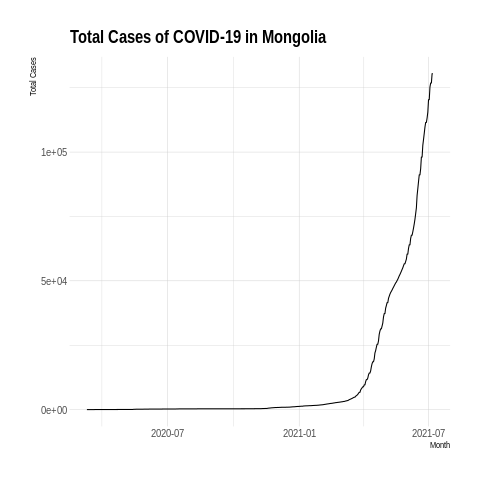 Total Cases of COVID-19 in Mongolia
Total Cases
1e+05
5e+04
0e+00
2020-07 2021-01 2021-07
Month